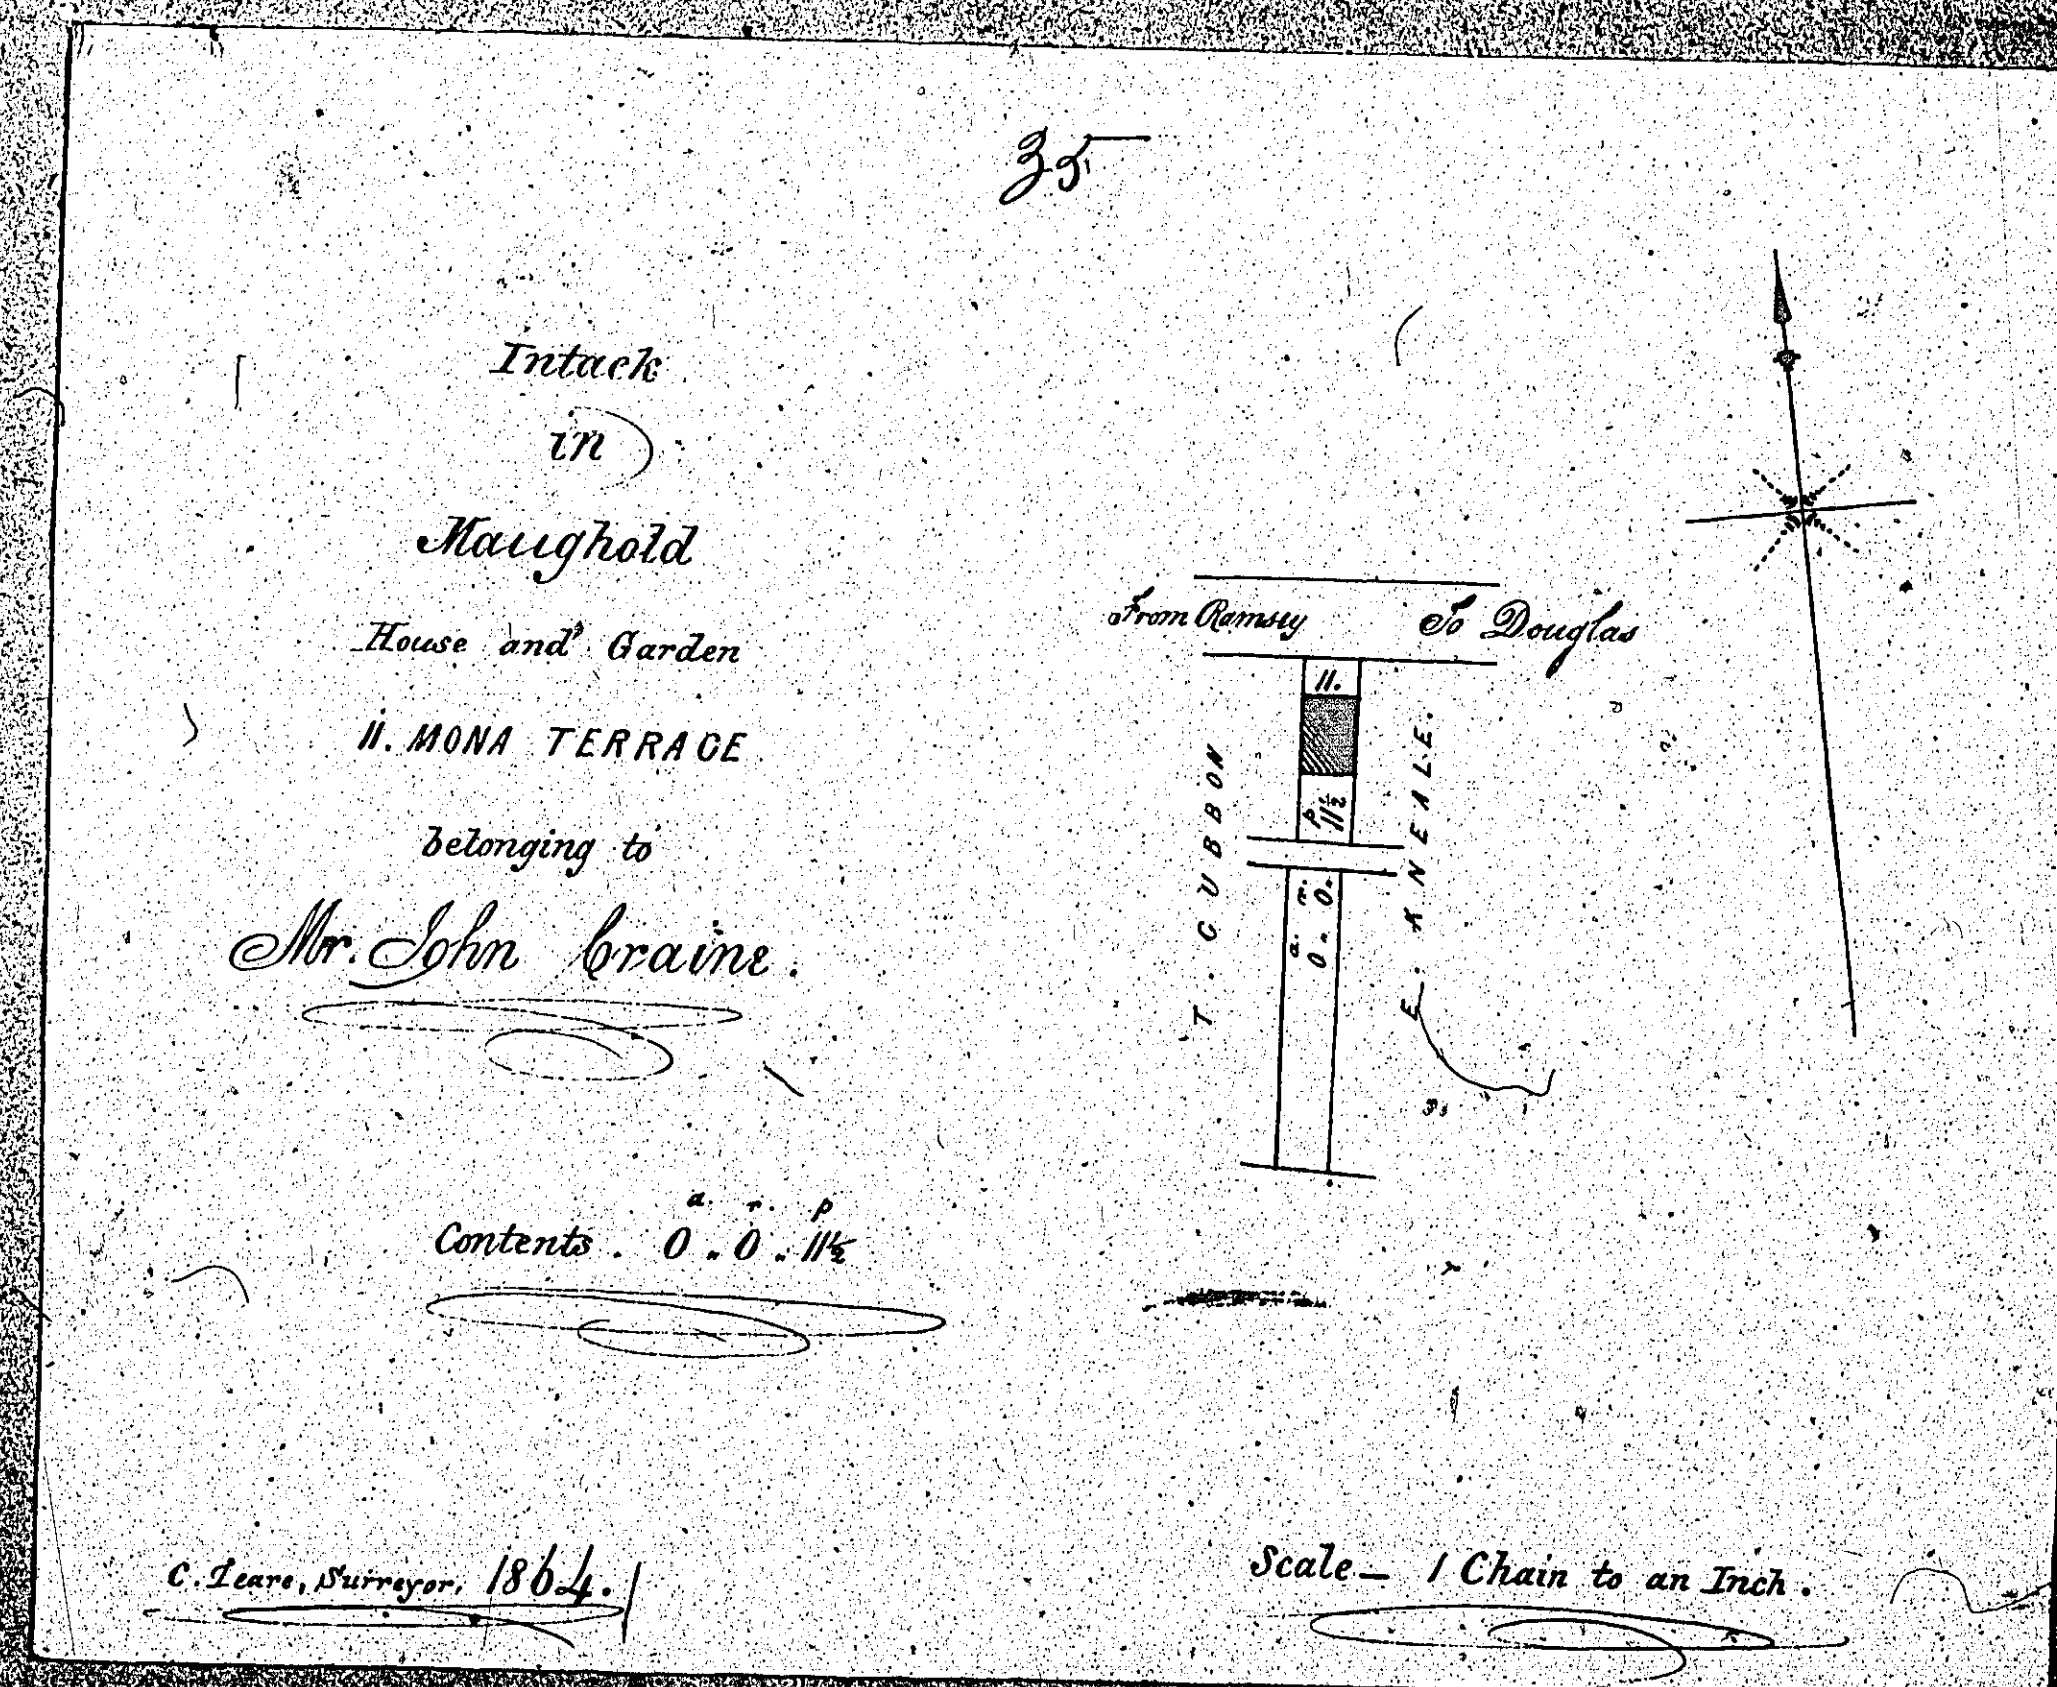 35
Intack
in
Maughold
House and Garden
11. MONA TERRACE
belonging to
Mr. John Craine.
a. r. p
Contents. 0.. 0.. 11½
C. Teare, Surveyor, 1864.
From Ramsey To Douglas
11.
T. CUBBON
E. KNEALE.
a. r. p
0.. 0. 11½
Scale – 1 Chain to an Inch.